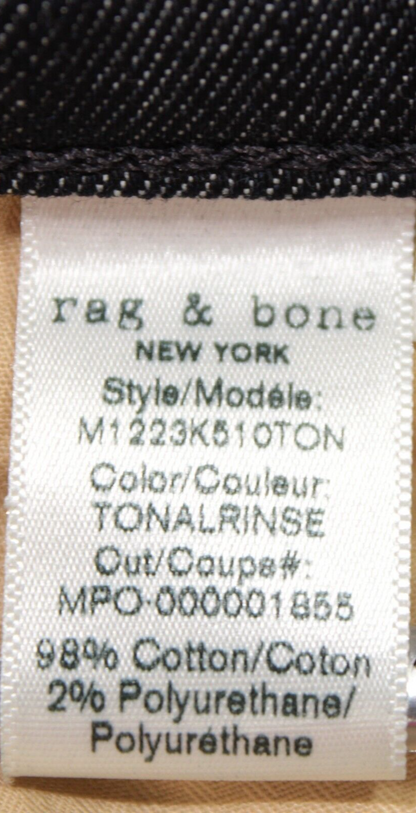 rag & bone
NEW YORK
Style/Modéle:
M1223K510TON
Color/Couleur:
TONALRINSE
Cut/Coupe#:
MPO-000001855
98% Cotton/Coton
2% Polyurethane/
Polyuréthane